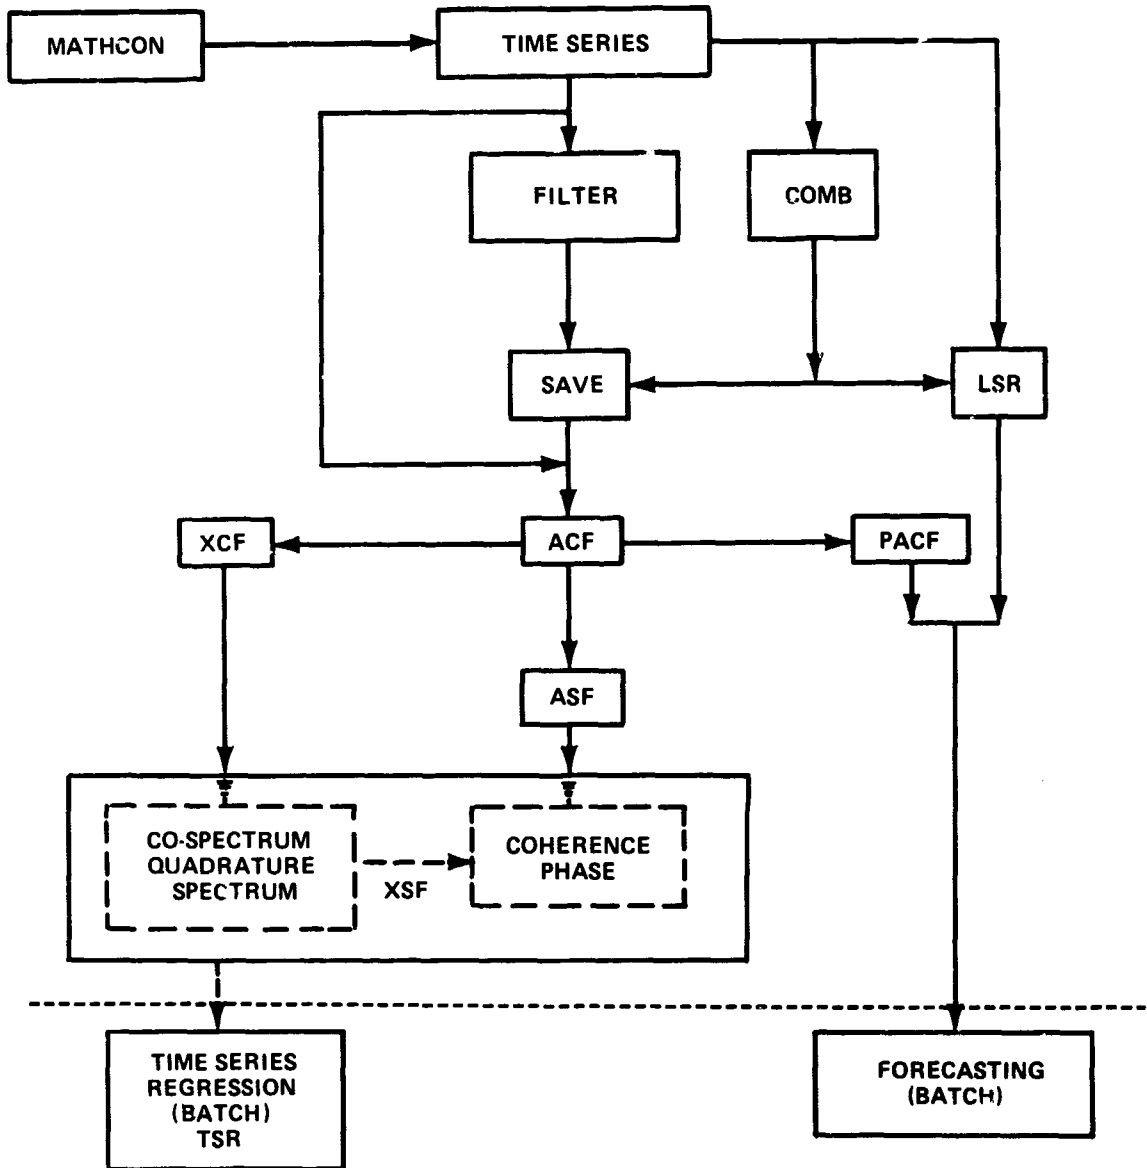 MATHCON
TIME SERIES
FILTER
COMB
SAVE
LSR
XCF
ACF
PACF
ASF
CO-SPECTRUM
QUADRATURE
SPECTRUM
XSF
COHERENCE
PHASE
TIME SERIES
REGRESSION
(BATCH)
TSR
FORECASTING
(BATCH)